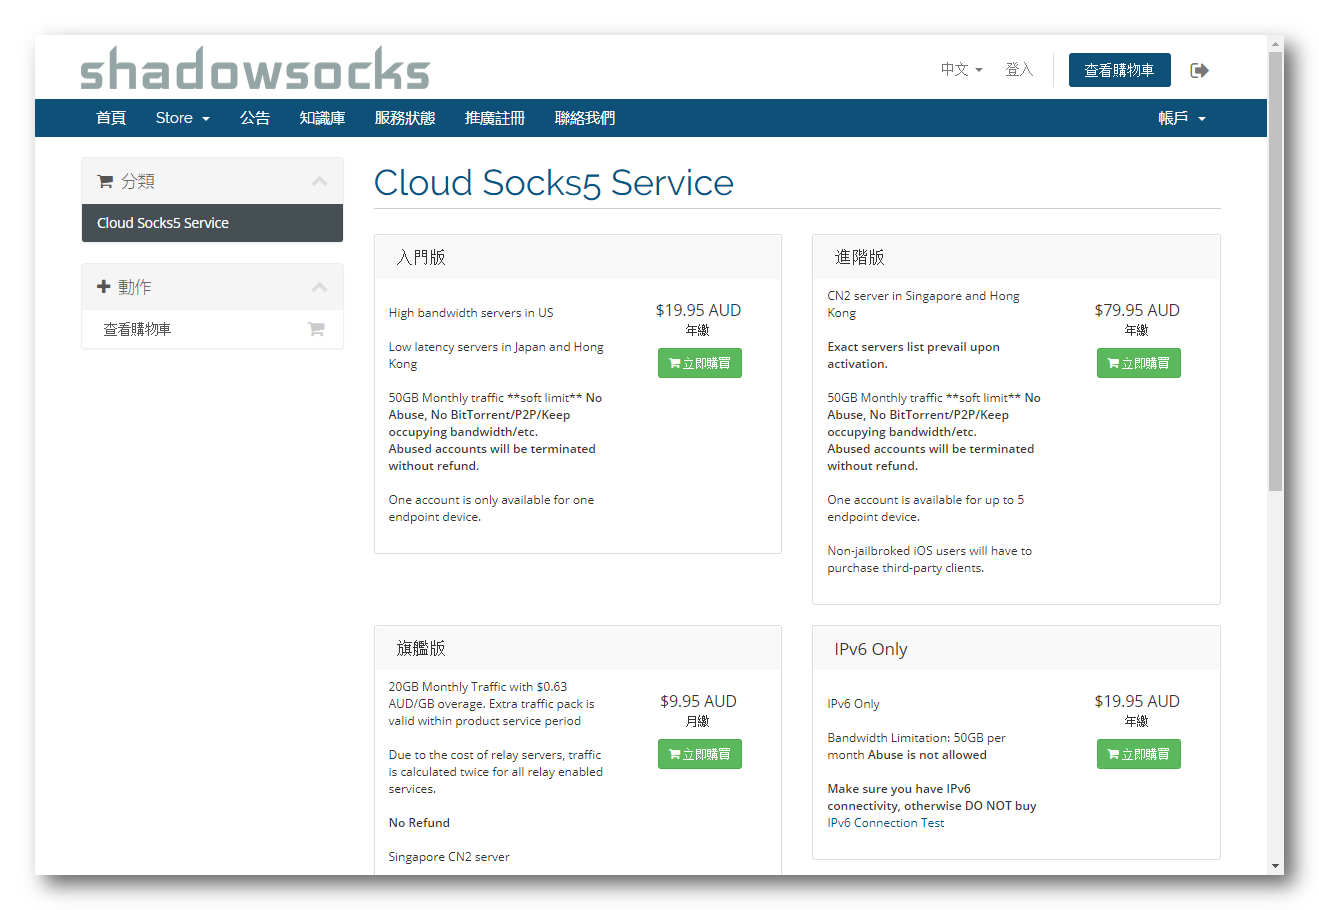 shadowsocks
中文
登入
查看購物車
首頁
Store
公告
知識庫
服務狀態
推廣註冊
聯絡我們
帳戶
分類
Cloud Socks5 Service
動作
查看購物車
Cloud Socks5 Service
入門版
High bandwidth servers in US
Low latency servers in Japan and Hong
Kong
50GB Monthly traffic **soft limit** No
Abuse, No BitTorrent/P2P/Keep
occupying bandwidth/etc.
Abused accounts will be terminated
without refund.
One account is only available for one
endpoint device.
$19.95 AUD
年繳
立即購買
進階版
CN2 server in Singapore and Hong
Kong
Exact servers list prevail upon
activation.
50GB Monthly traffic **soft limit** No
Abuse, No BitTorrent/P2P/Keep
occupying bandwidth/etc.
Abused accounts will be terminated
without refund.
One account is available for up to 5
endpoint device.
Non-jailbroked iOS users will have to
purchase third-party clients.
$79.95 AUD
年繳
立即購買
旗艦版
20GB Monthly Traffic with $0.63
AUD/GB overage. Extra traffic pack is
valid within product service period
Due to the cost of relay servers, traffic
is calculated twice for all relay enabled
services.
No Refund
Singapore CN2 server
$9.95 AUD
月繳
立即購買
IPv6 Only
IPv6 Only
Bandwidth Limitation: 50GB per
month Abuse is not allowed
Make sure you have IPv6
connectivity, otherwise DO NOT buy
IPv6 Connection Test
$19.95 AUD
年繳
立即購買